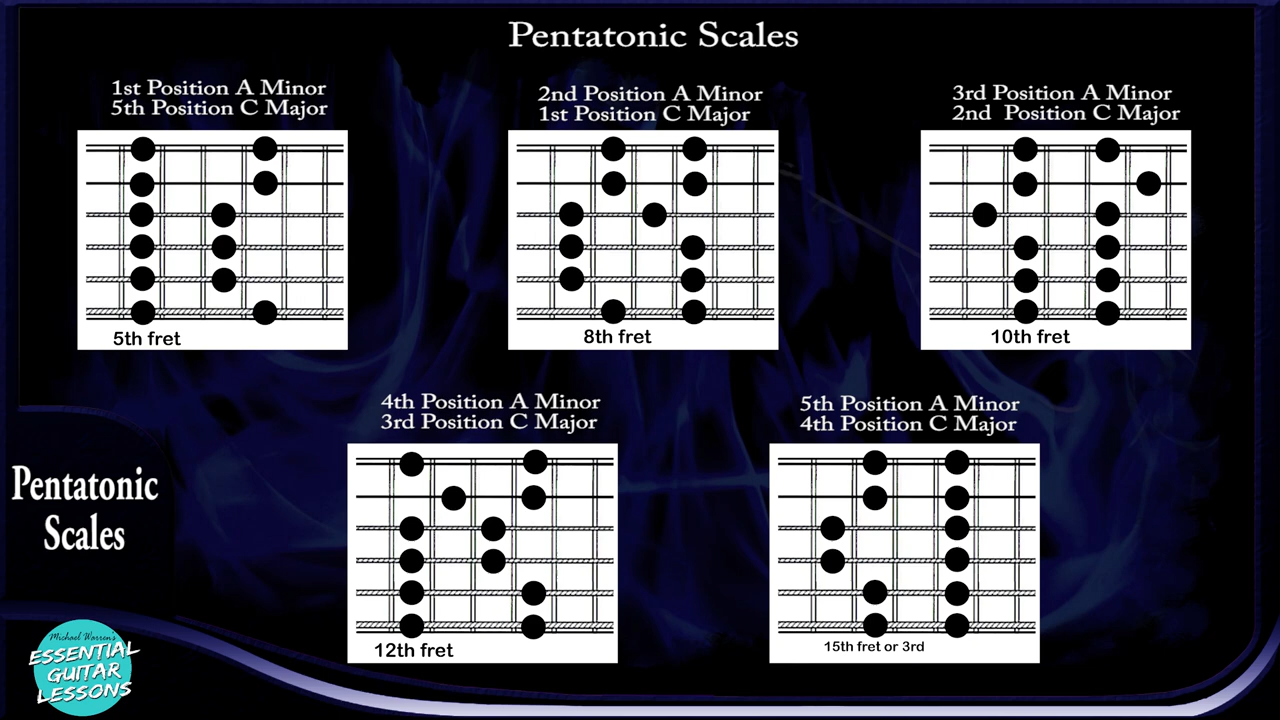 Pentatonic Scales
1st Position A Minor
5th Position C Major
2nd Position A Minor
1st Position C Major
3rd Position A Minor
2nd  Position C Major
5th fret
8th fret
10th fret
4th Position A Minor
3rd Position C Major
5th Position A Minor
4th Position C Major
12th fret
15th fret or 3rd
Pentatonic
Scales
Michael Warren's
ESSENTIAL
GUITAR
LESSONS